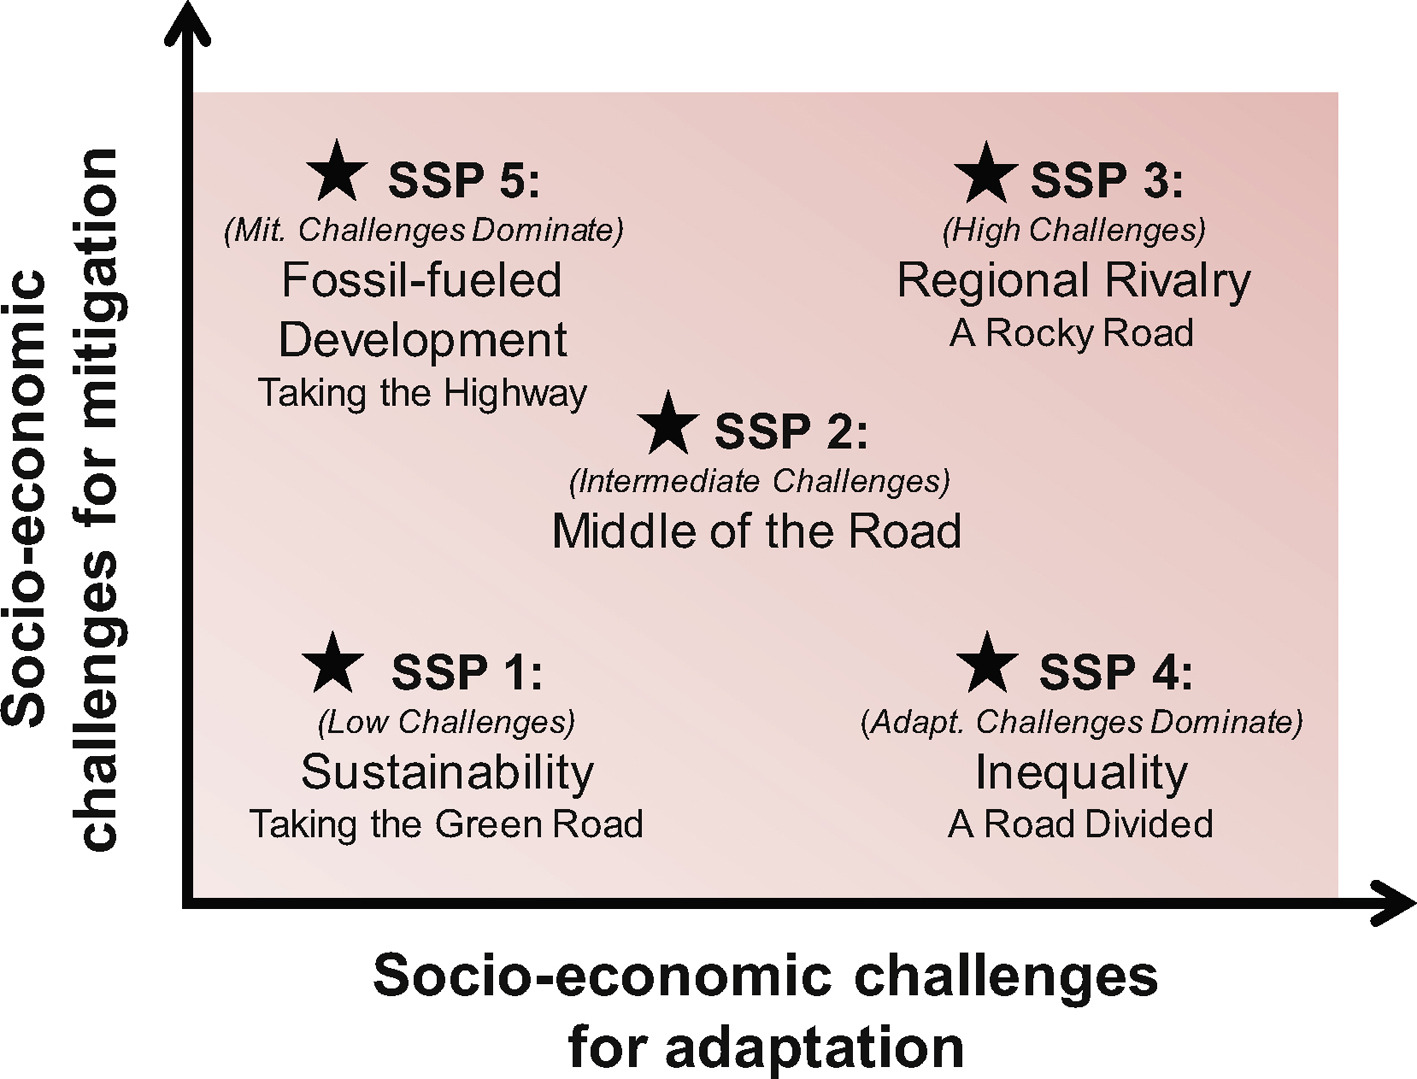 Socio-economic
challenges for mitigation
SSP 5:
(Mit. Challenges Dominate)
Fossil-fueled
Development
Taking the Highway
SSP 3:
(High Challenges)
Regional Rivalry
A Rocky Road
SSP 2:
(Intermediate Challenges)
Middle of the Road
SSP 1:
(Low Challenges)
Sustainability
Taking the Green Road
SSP 4:
(Adapt. Challenges Dominate)
Inequality
A Road Divided
Socio-economic challenges
for adaptation